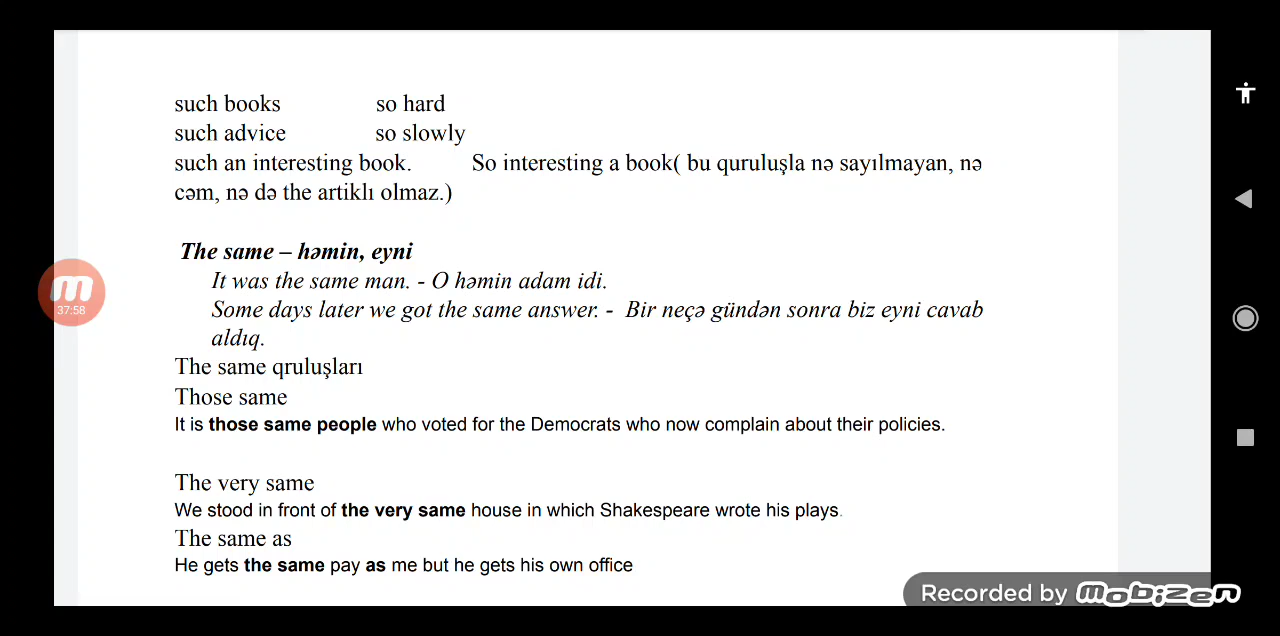 such books so hard
such advice so slowly
such an interesting book. So interesting a book( bu quruluşla nə sayılmayan, nə
cəm, nə də the artiklı olmaz.)
The same – həmin, eyni
It was the same man. - O həmin adam idi.
Some days later we got the same answer. - Bir neçə gündən sonra biz eyni cavab
aldıq.
The same qruluşları
Those same
It is those same people who voted for the Democrats who now complain about their policies.
The very same
We stood in front of the very same house in which Shakespeare wrote his plays.
The same as
He gets the same pay as me but he gets his own office
37:58
Recorded by mobizen